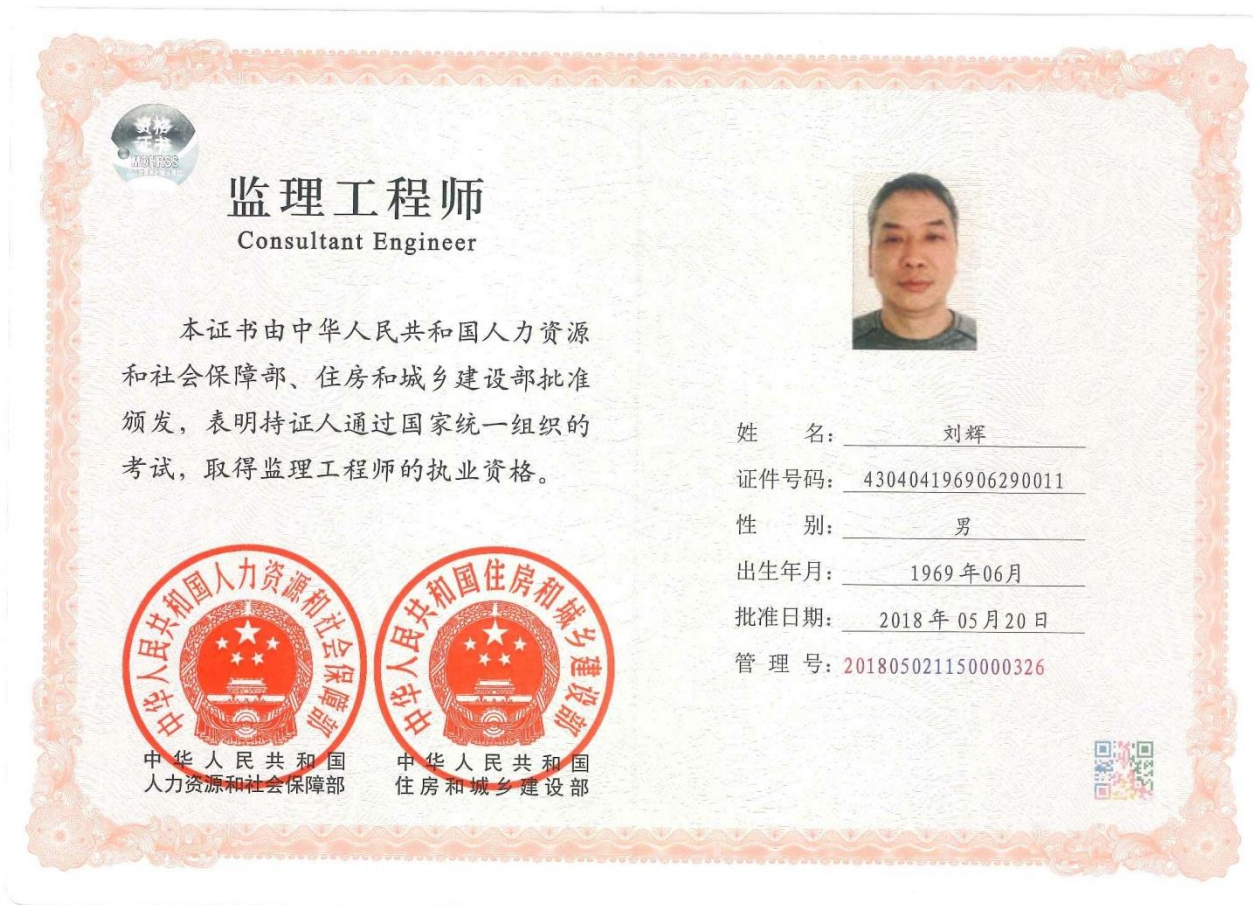 资格
证书
MOHRSS
监理工程师
Consultant Engineer
本证书由中华人民共和国人力资源
和社会保障部、住房和城乡建设部批准
颁发，表明持证人通过国家统一组织的
考试，取得监理工程师的执业资格。
中华人民共和国人力资源和社会保障部
中华人民共和国
人力资源和社会保障部
中华人民共和国住房和城乡建设部
中华人民共和国
住房和城乡建设部
姓 名：刘辉
证件号码：430404196906290011
性 别：男
出生年月：1969年06月
批准日期：2018年05月20日
管 理 号：201805021150000326